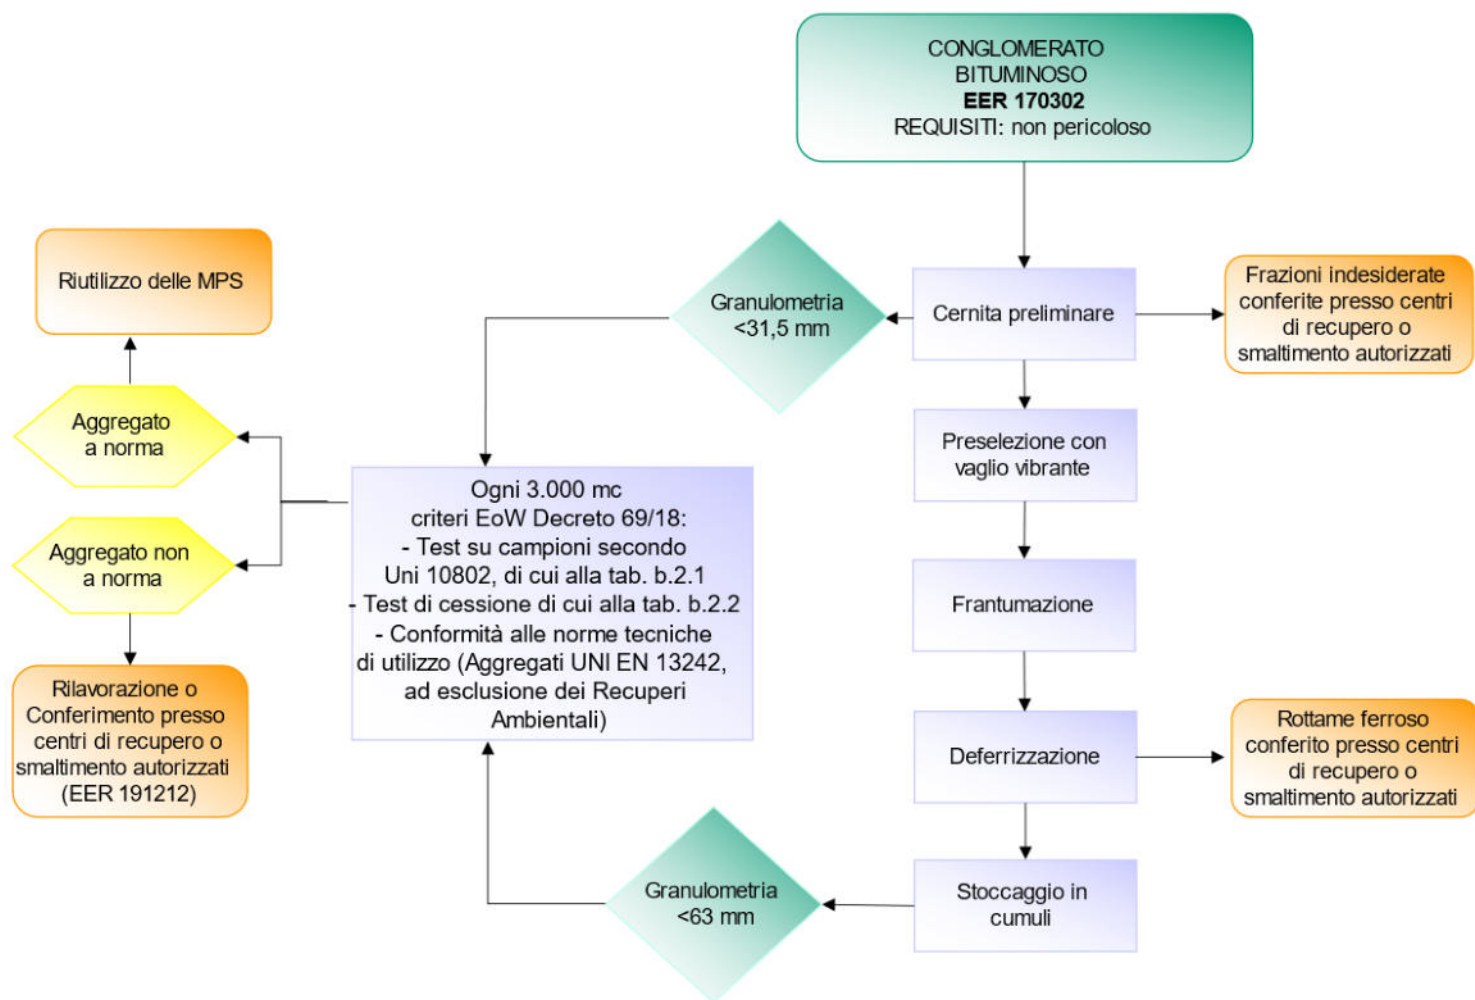 CONGLOMERATO
BITUMINOSO
EER 170302
REQUISITI: non pericoloso
Riutilizzo delle MPS
Granulometria
<31,5 mm
Cernita preliminare
Frazioni indesiderate
conferite presso centri
di recupero o
smaltimento autorizzati
Aggregato
a norma
Preselezione con
vaglio vibrante
Ogni 3.000 mc
criteri EoW Decreto 69/18:
- Test su campioni secondo
Uni 10802, di cui alla tab. b.2.1
- Test di cessione di cui alla tab. b.2.2
- Conformità alle norme tecniche
di utilizzo (Aggregati UNI EN 13242,
ad esclusione dei Recuperi
Ambientali)
Aggregato non
a norma
Frantumazione
Rilavorazione o
Conferimento presso
centri di recupero o
smaltimento autorizzati
(EER 191212)
Deferrizzazione
Rottame ferroso
conferito presso centri
di recupero o
smaltimento autorizzati
Granulometria
<63 mm
Stoccaggio in
cumuli